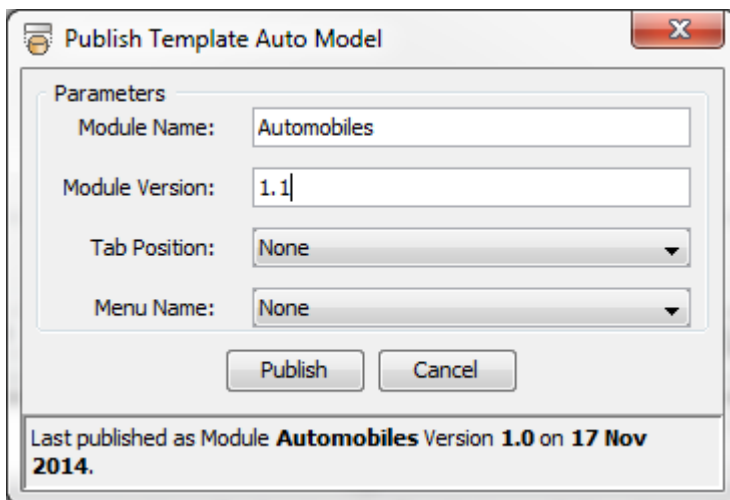 Publish Template Auto Model
Parameters
Module Name: Automobiles
Module Version: 1.1
Tab Position: None
Menu Name: None
Publish Cancel
Last published as Module Automobiles Version 1.0 on 17 Nov
2014.